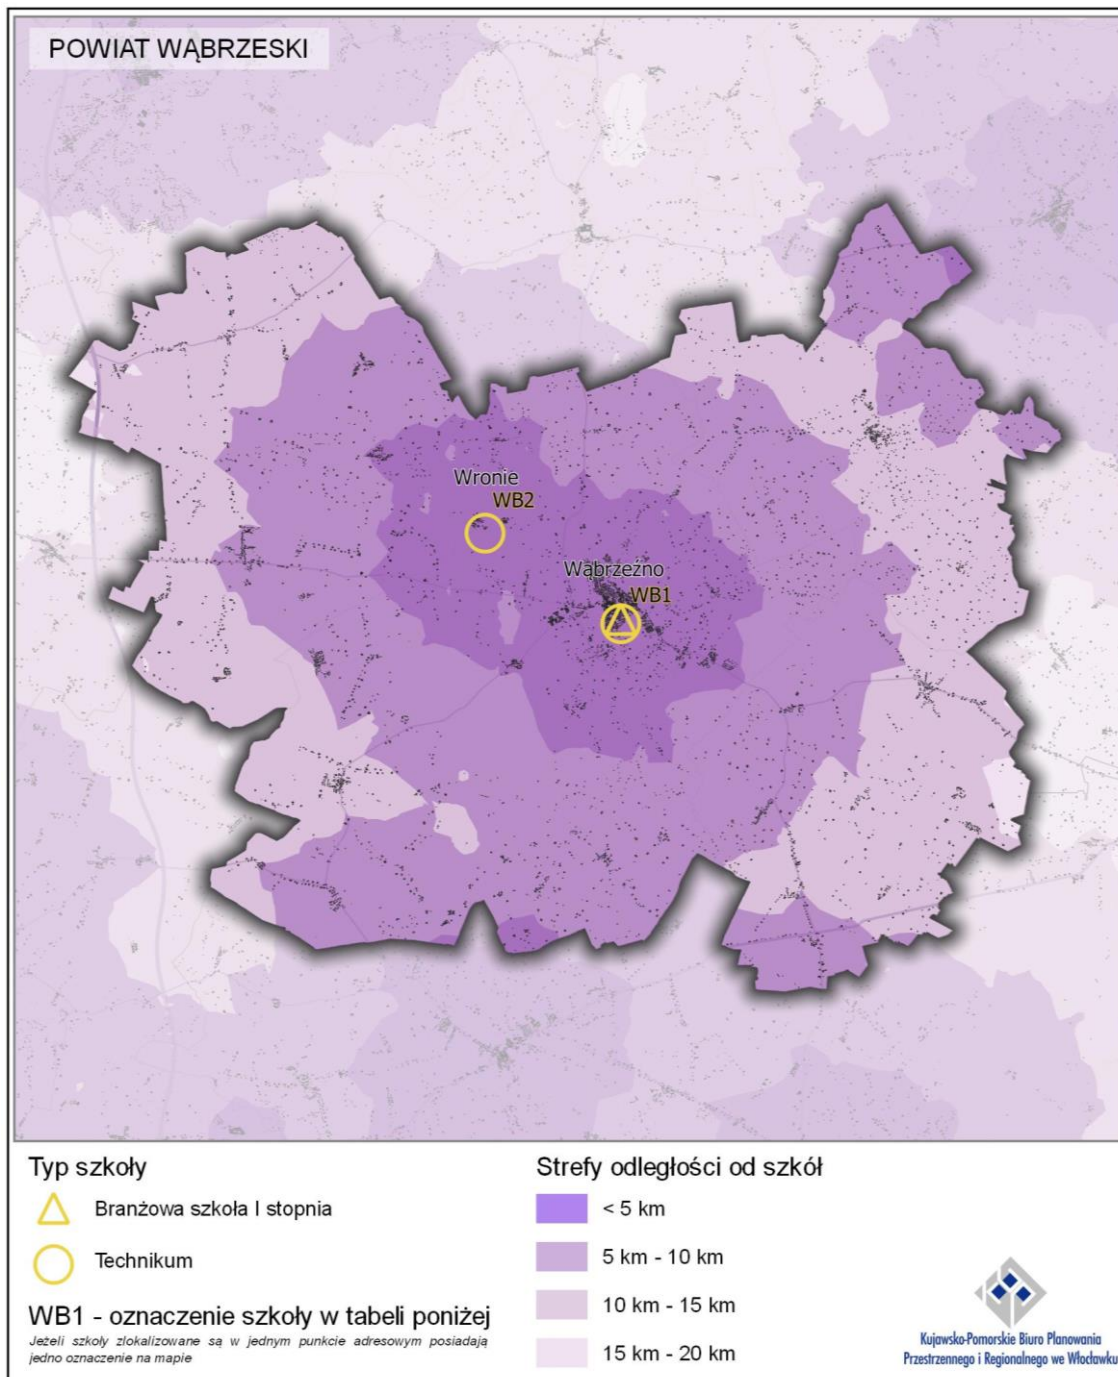 POWIAT WĄBRZESKI
Wronie
WB2
Wąbrzeźno
WB1
Typ szkoły
Branżowa szkoła I stopnia
Technikum
WB1 - oznaczenie szkoły w tabeli poniżej
Jeżeli szkoły zlokalizowane są w jednym punkcie adresowym posiadają
jedno oznaczenie na mapie
Strefy odległości od szkół
< 5 km
5 km - 10 km
10 km - 15 km
15 km - 20 km
Kujawsko-Pomorskie Biuro Planowania
Przestrzennego i Regionalnego we Włocławku